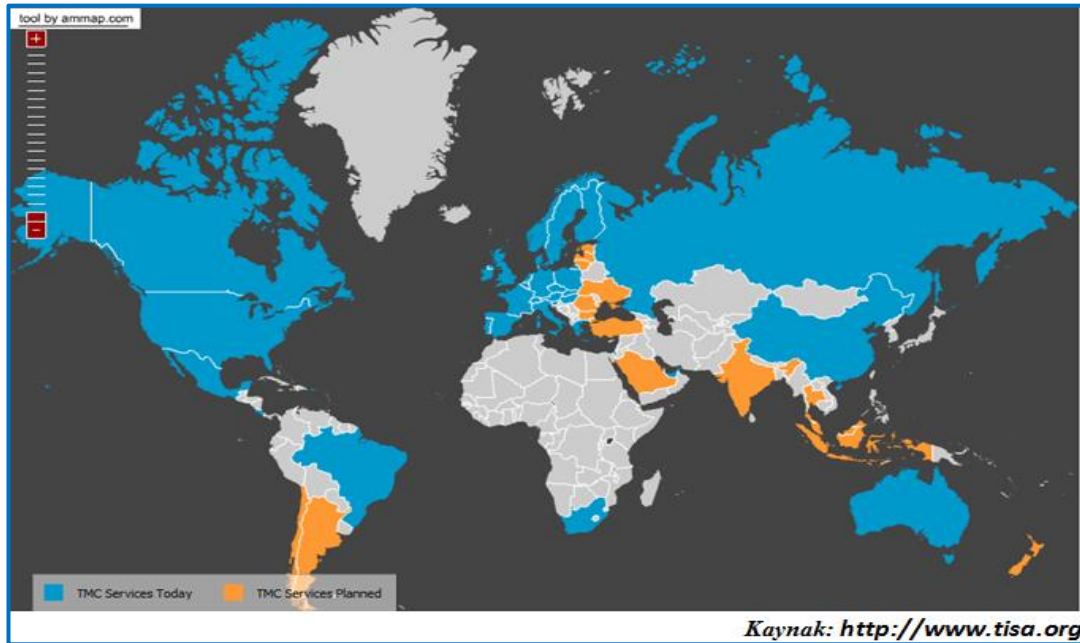 tool by ammap.com
+
−
TMC Services Today TMC Services Planned
Kaynak: http://www.tisa.org